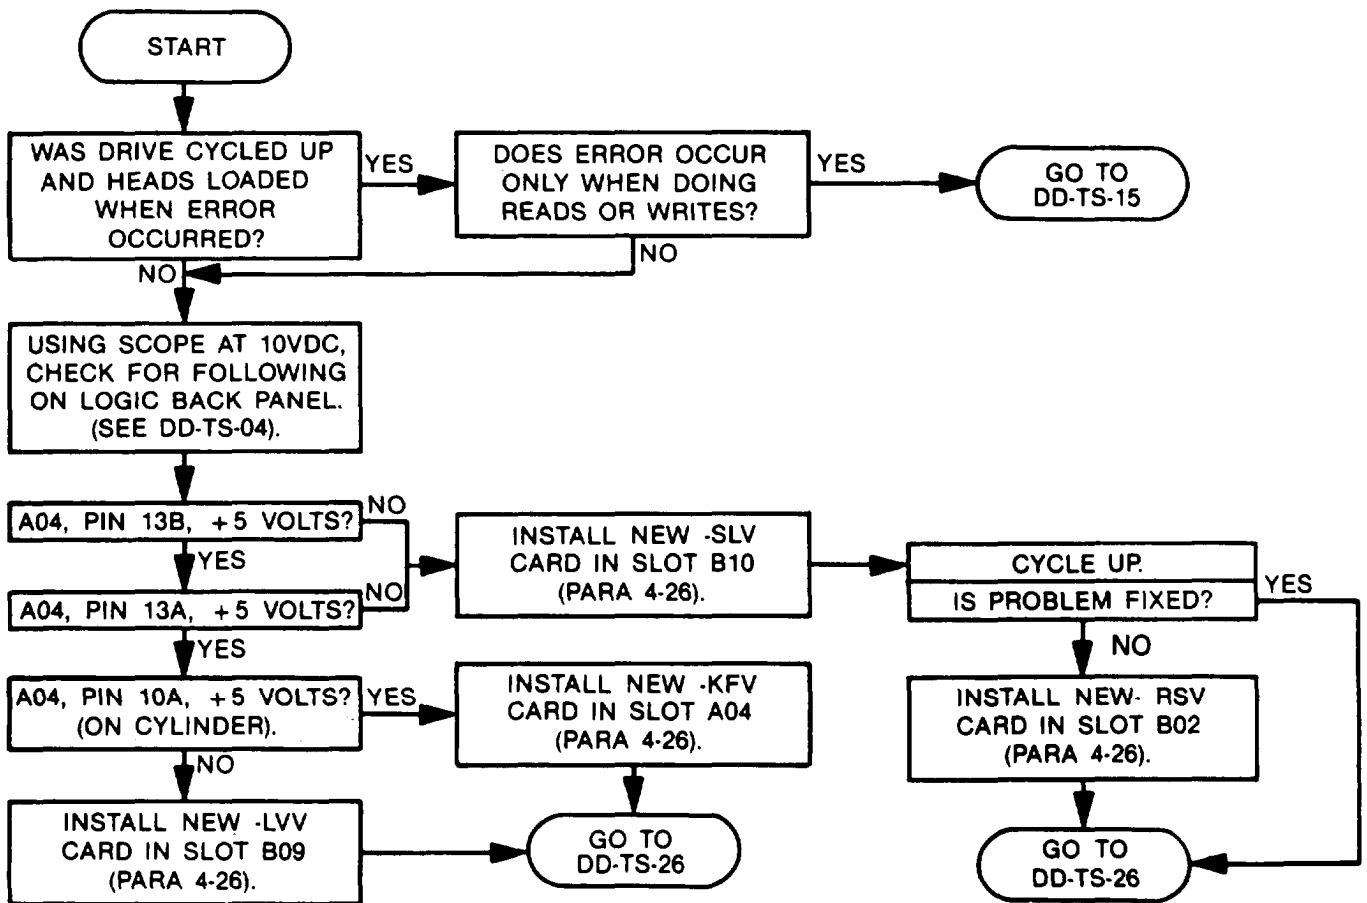 START
WAS DRIVE CYCLED UP
AND HEADS LOADED
WHEN ERROR
OCCURRED?
YES
DOES ERROR OCCUR
ONLY WHEN DOING
READS OR WRITES?
YES
GO TO
DD-TS-15
NO
NO
USING SCOPE AT 10VDC,
CHECK FOR FOLLOWING
ON LOGIC BACK PANEL.
(SEE DD-TS-04).
A04, PIN 13B, +5 VOLTS?
NO
YES
A04, PIN 13A, +5 VOLTS?
NO
INSTALL NEW -SLV
CARD IN SLOT B10
(PARA 4-26).
CYCLE UP.
IS PROBLEM FIXED?
YES
NO
INSTALL NEW- RSV
CARD IN SLOT B02
(PARA 4-26).
GO TO
DD-TS-26
YES
A04, PIN 10A, +5 VOLTS?
(ON CYLINDER).
YES
INSTALL NEW -KFV
CARD IN SLOT A04
(PARA 4-26).
NO
INSTALL NEW -LVV
CARD IN SLOT B09
(PARA 4-26).
GO TO
DD-TS-26